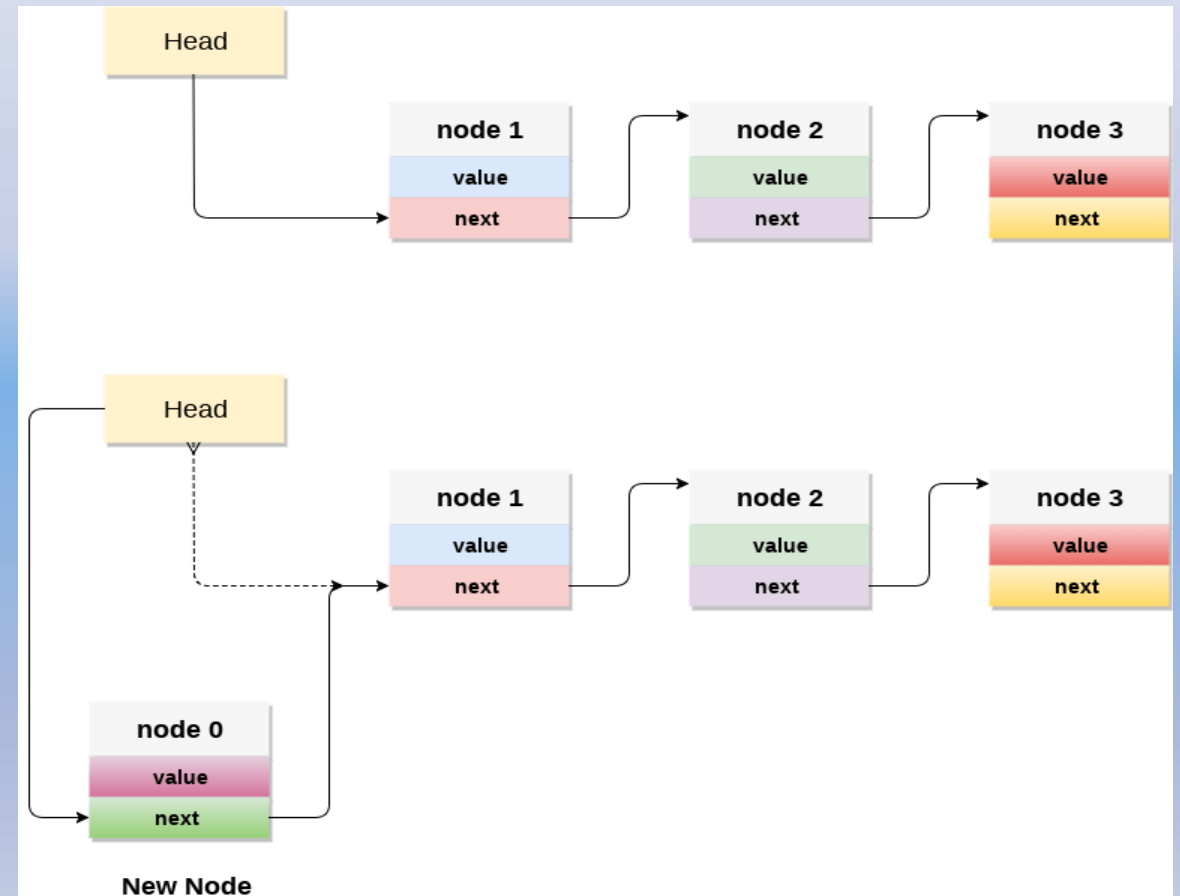 Head
node 1
value
next
node 2
value
next
node 3
value
next
Head
node 1
value
next
node 2
value
next
node 3
value
next
node 0
value
next
New Node